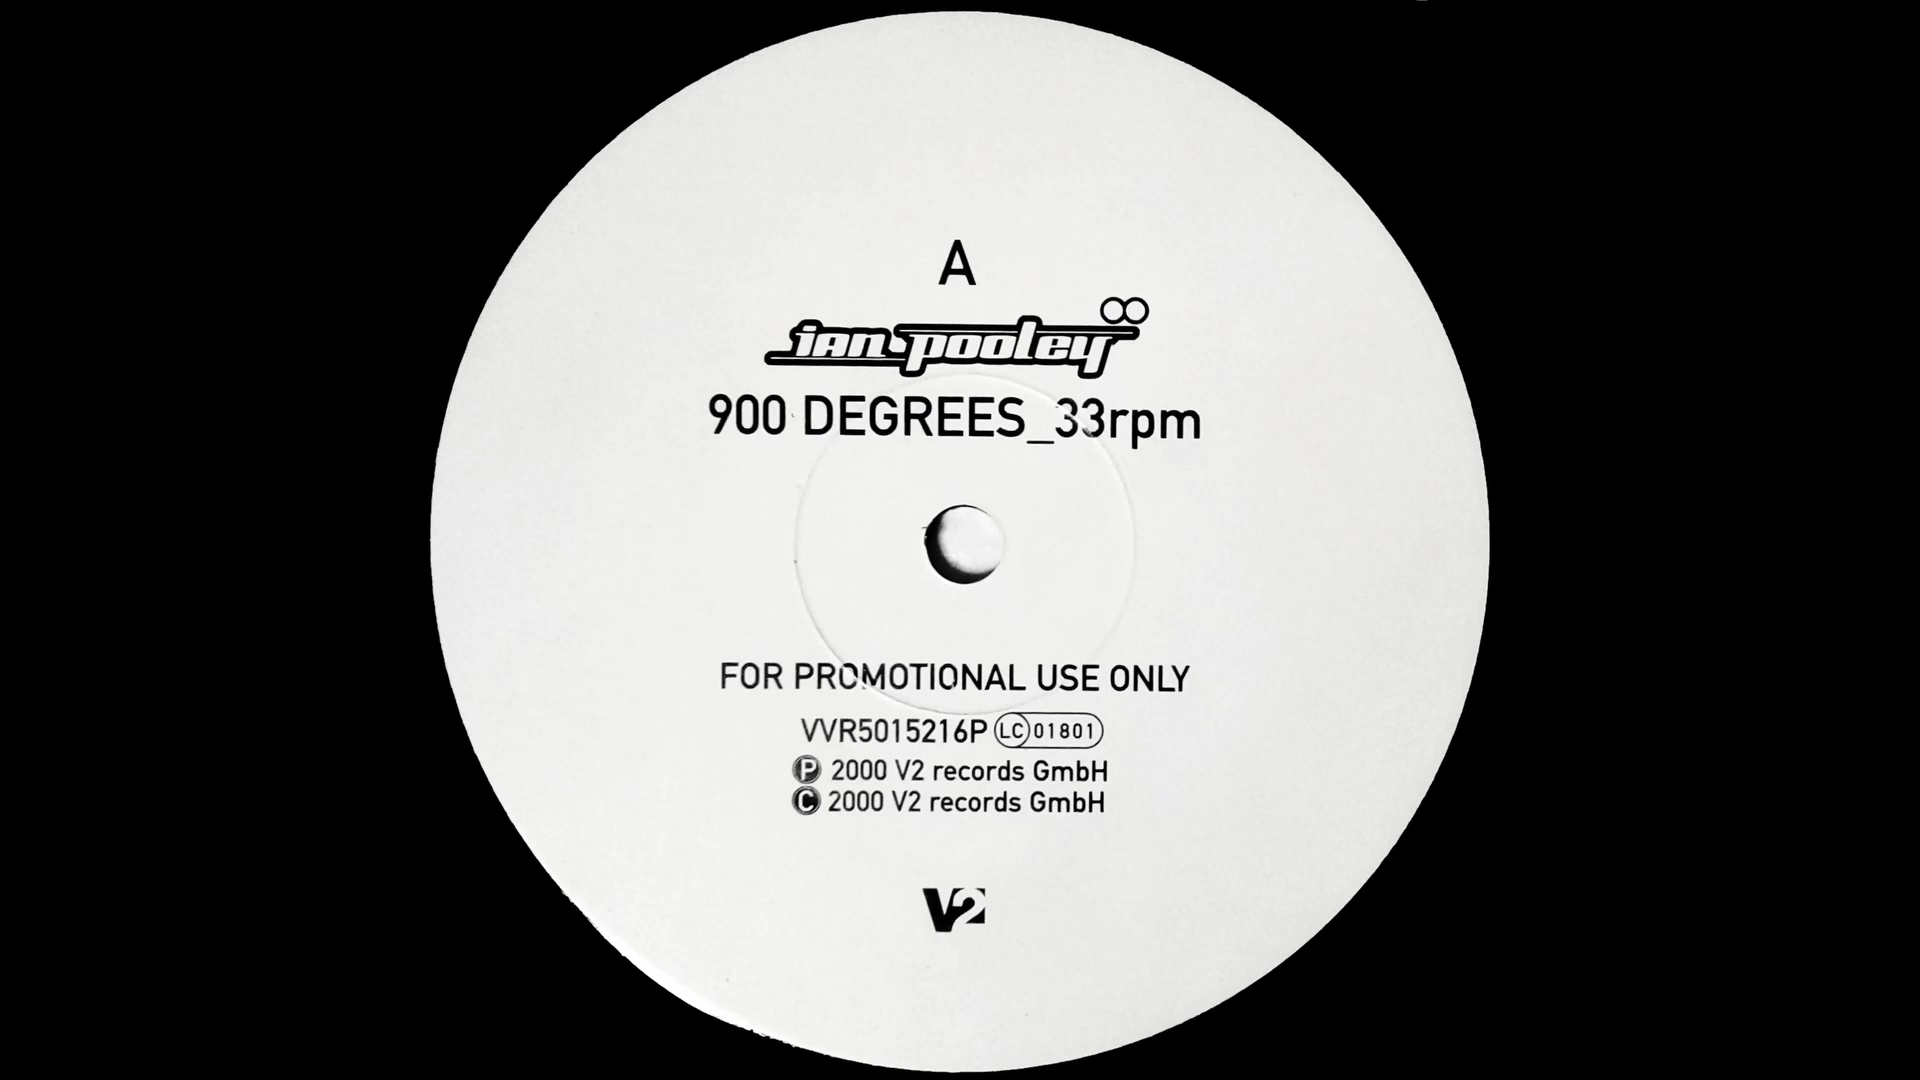 A
ian pooley
900 DEGREES_33rpm
FOR PROMOTIONAL USE ONLY
VVR5015216P LC 01801
℗ 2000 V2 records GmbH
© 2000 V2 records GmbH
V2